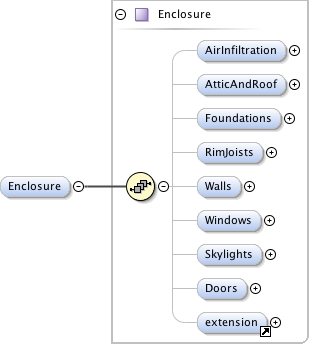 Enclosure
AirInfiltration
AtticAndRoof
Foundations
RimJoists
Enclosure
Walls
Windows
Skylights
Doors
extension